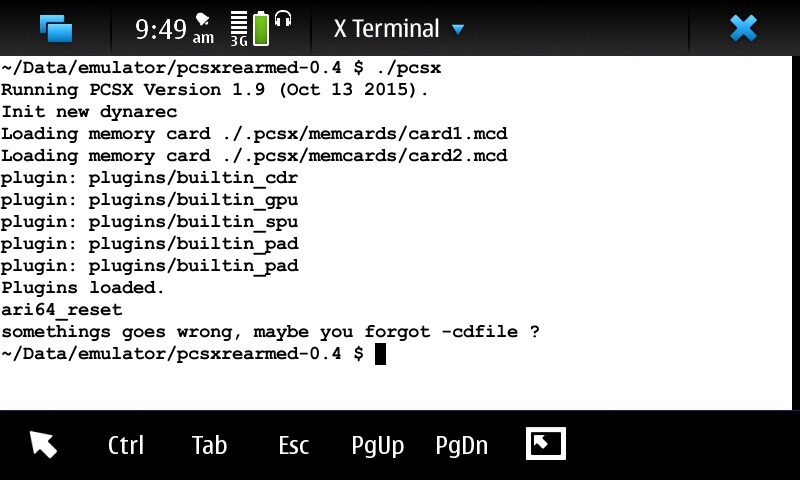 9:49 am 3G X Terminal
~/Data/emulator/pcsxrearmed-0.4 $ ./pcsx
Running PCSX Version 1.9 (Oct 13 2015).
Init new dynarec
Loading memory card ./.pcsx/memcards/card1.mcd
Loading memory card ./.pcsx/memcards/card2.mcd
plugin: plugins/builtin_cdr
plugin: plugins/builtin_gpu
plugin: plugins/builtin_spu
plugin: plugins/builtin_pad
plugin: plugins/builtin_pad
Plugins loaded.
ari64_reset
somethings goes wrong, maybe you forgot -cdfile ?
~/Data/emulator/pcsxrearmed-0.4 $
Ctrl Tab Esc PgUp PgDn